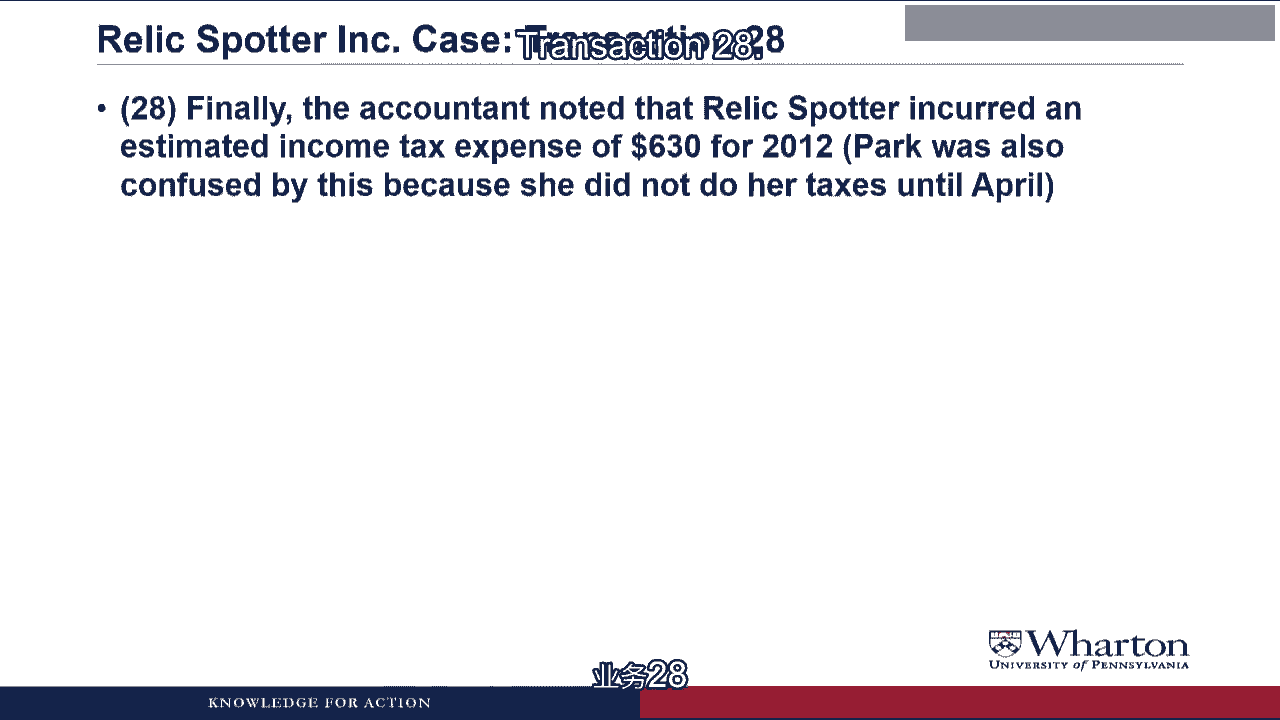 Relic Spotter Inc. Case: Transaction 28
Transaction 28.
• (28) Finally, the accountant noted that Relic Spotter incurred an
estimated income tax expense of $630 for 2012 (Park was also
confused by this because she did not do her taxes until April)
业务28
Wharton
UNIVERSITY of PENNSYLVANIA
KNOWLEDGE FOR ACTION